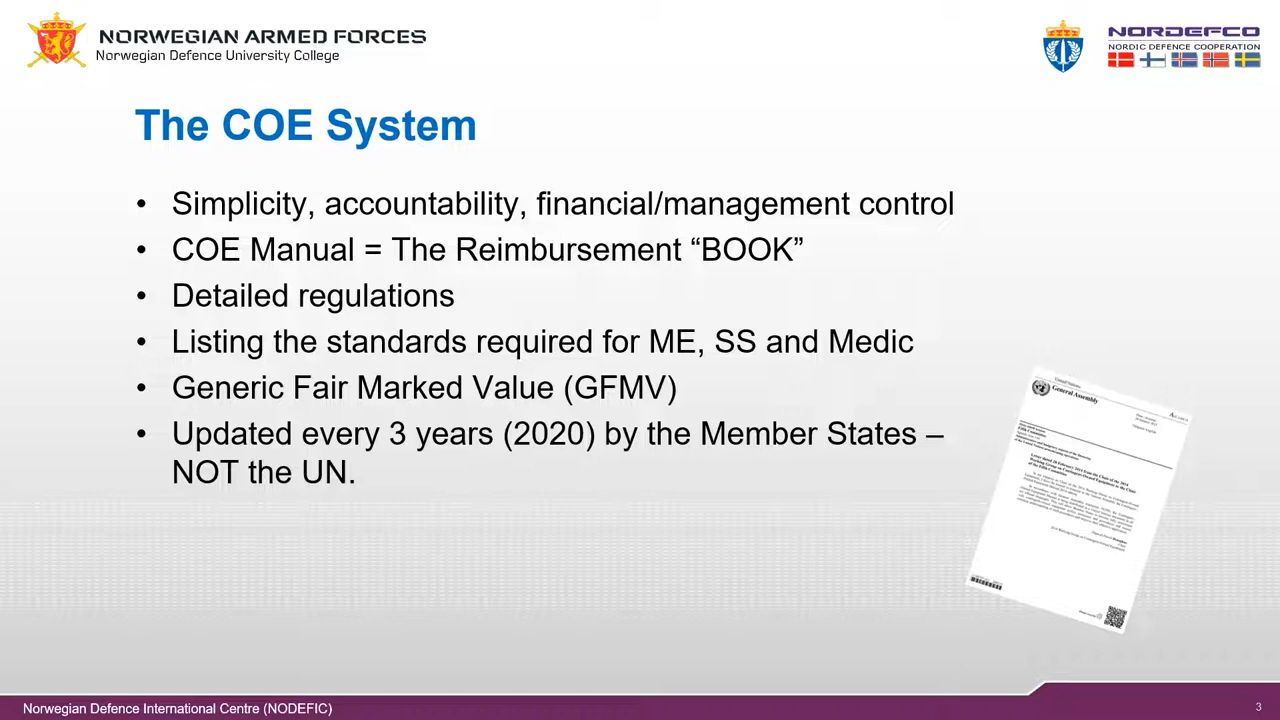 NORWEGIAN ARMED FORCES
Norwegian Defence University College
NORDEFCO
NORDIC DEFENCE COOPERATION
The COE System
• Simplicity, accountability, financial/management control
• COE Manual = The Reimbursement “BOOK”
• Detailed regulations
• Listing the standards required for ME, SS and Medic
• Generic Fair Marked Value (GFMV)
• Updated every 3 years (2020) by the Member States –
NOT the UN.
United Nations
General Assembly
Norwegian Defence International Centre (NODEFIC)
3